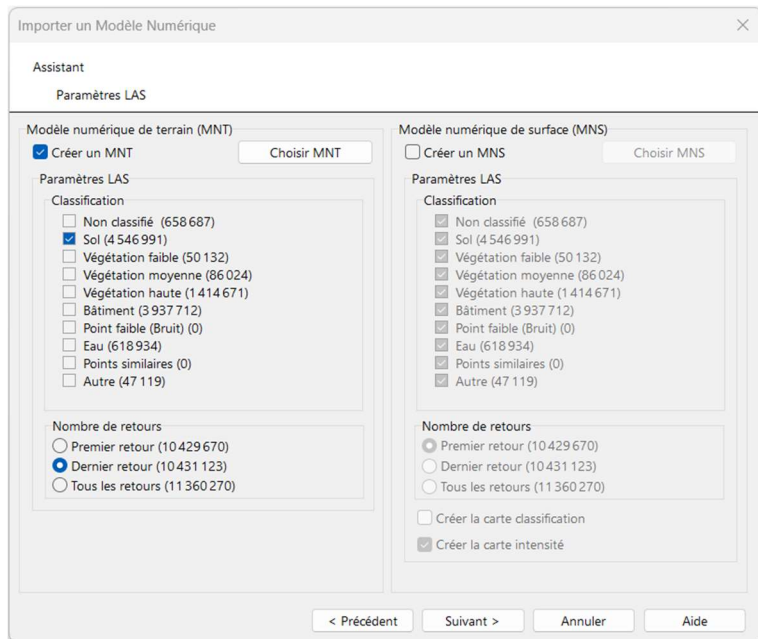 Importer un Modèle Numérique
Assistant
Paramètres LAS
Modèle numérique de terrain (MNT)
Créer un MNT
Choisir MNT
Paramètres LAS
Classification
Non classifié (658 687)
Sol (4 546 991)
Végétation faible (50 132)
Végétation moyenne (86 024)
Végétation haute (1 414 671)
Bâtiment (3 937 712)
Point faible (Bruit) (0)
Eau (618 934)
Points similaires (0)
Autre (47 119)
Nombre de retours
Premier retour (10 429 670)
Dernier retour (10 431 123)
Tous les retours (11 360 270)
Modèle numérique de surface (MNS)
Créer un MNS
Choisir MNS
Paramètres LAS
Classification
Non classifié (658 687)
Sol (4 546 991)
Végétation faible (50 132)
Végétation moyenne (86 024)
Végétation haute (1 414 671)
Bâtiment (3 937 712)
Point faible (Bruit) (0)
Eau (618 934)
Points similaires (0)
Autre (47 119)
Nombre de retours
Premier retour (10 429 670)
Dernier retour (10 431 123)
Tous les retours (11 360 270)
Créer la carte classification
Créer la carte intensité
< Précédent
Suivant >
Annuler
Aide